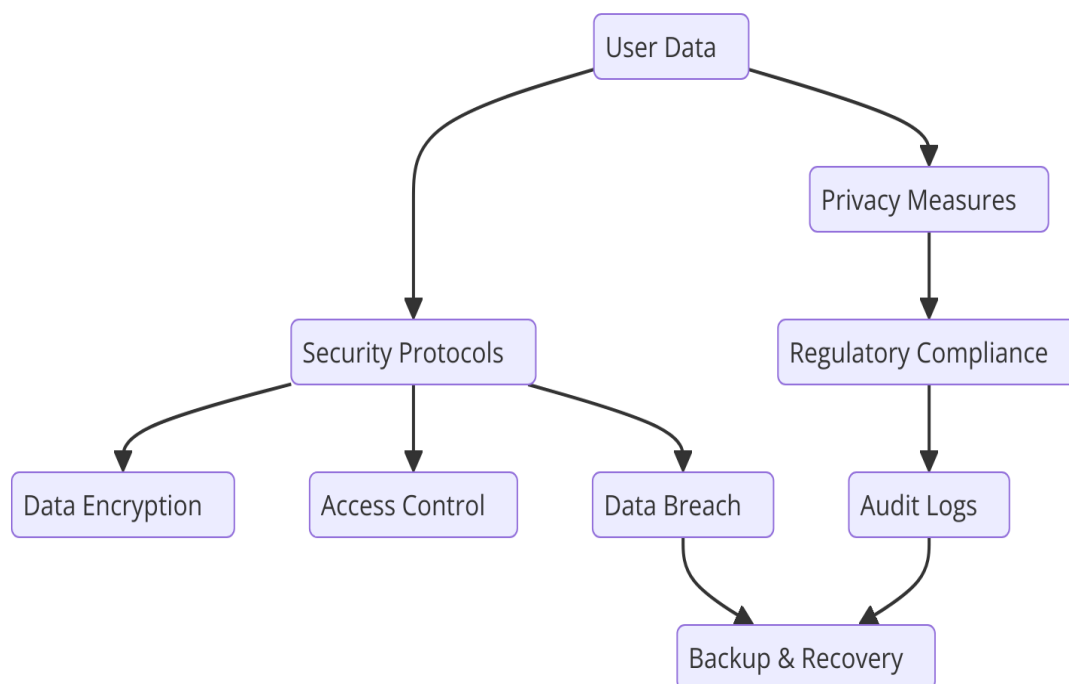 User Data
Privacy Measures
Security Protocols
Regulatory Compliance
Data Encryption
Access Control
Data Breach
Audit Logs
Backup & Recovery